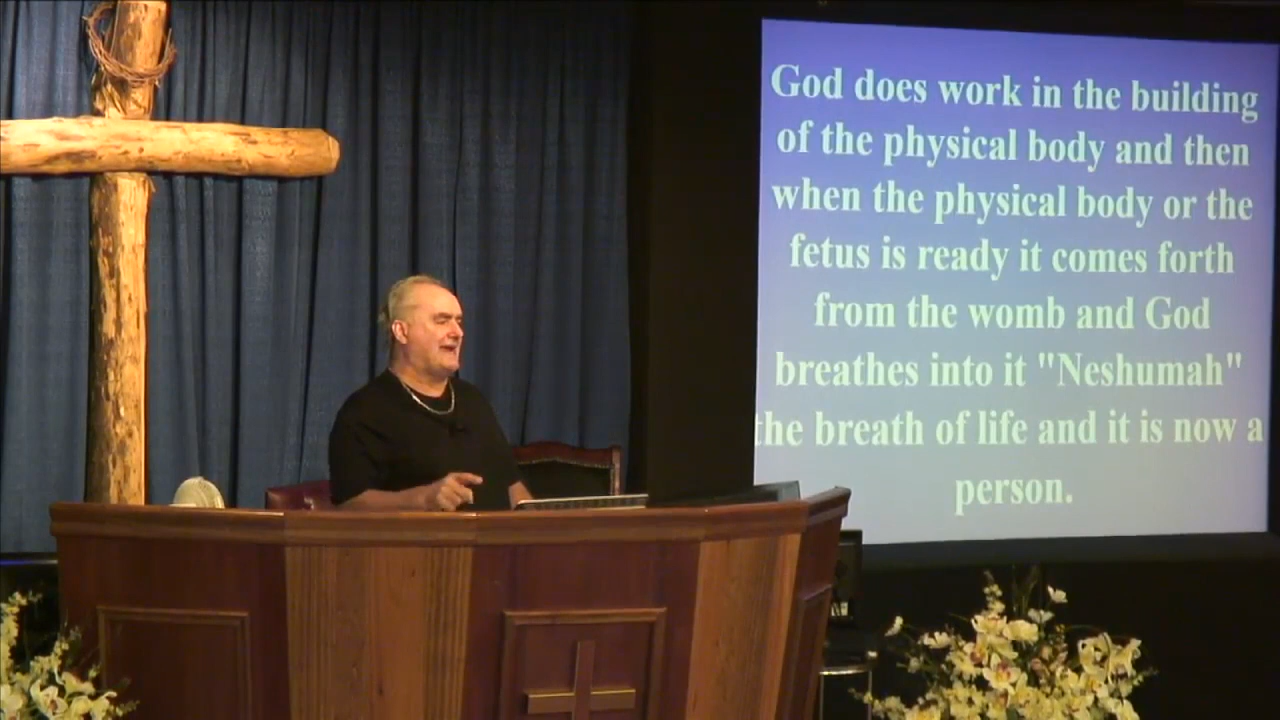 God does work in the building
of the physical body and then
when the physical body or the
fetus is ready it comes forth
from the womb and God
breathes into it "Neshumah"
the breath of life and it is now a
person.